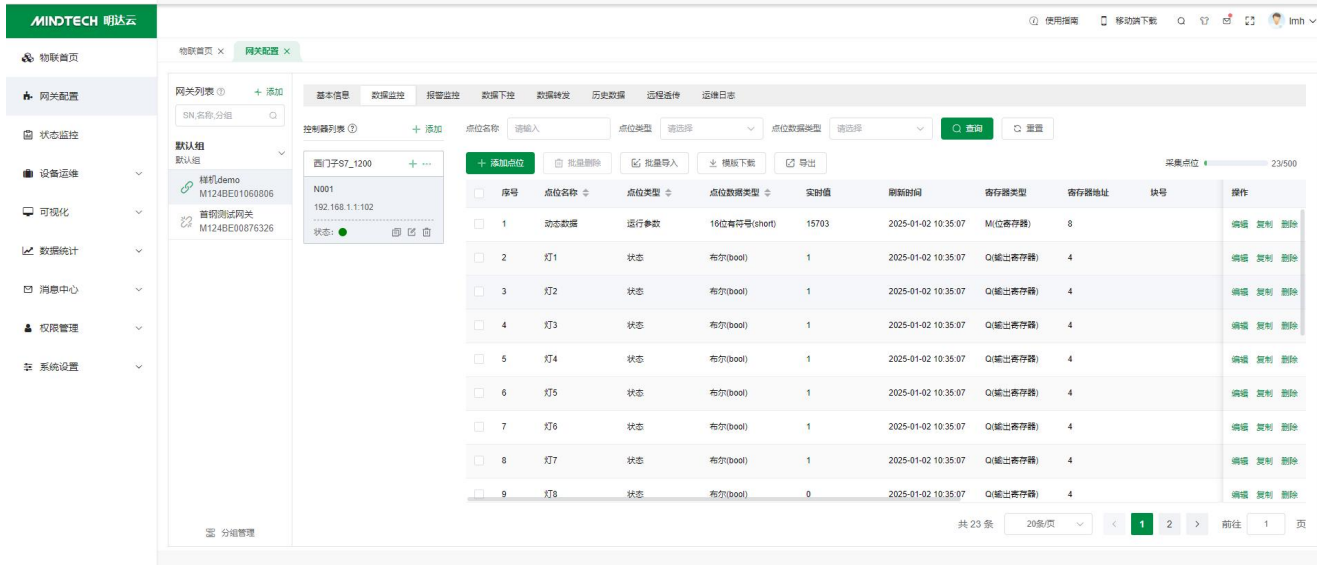 MINDTECH 明达云
使用指南 移动端下载 lmh
物联首页
网关配置
状态监控
设备运维
可视化
数据统计
消息中心
权限管理
系统设置
物联首页 × 网关配置 ×
网关列表 + 添加
SN,名称,分组
默认组
默认组
样机demo
M124BE01060806
首钢测试网关
M124BE00876326
分组管理
基本信息 数据监控 报警监控 数据下控 数据转发 历史数据 远程透传 运维日志
控制器列表 + 添加
西门子S7_1200 + ···
N001
192.168.1.1:102
状态:
点位名称 请输入 点位类型 请选择 点位数据类型 请选择 查询 重置
+ 添加点位 批量删除 批量导入 模版下载 导出 采集点位 23/500
序号 点位名称 点位类型 点位数据类型 实时值 刷新时间 寄存器类型 寄存器地址 块号 操作
1 动态数据 运行参数 16位有符号(short) 15703 2025-01-02 10:35:07 M(位寄存器) 8 编辑 复制 删除
2 灯1 状态 布尔(bool) 1 2025-01-02 10:35:07 Q(输出寄存器) 4 编辑 复制 删除
3 灯2 状态 布尔(bool) 1 2025-01-02 10:35:07 Q(输出寄存器) 4 编辑 复制 删除
4 灯3 状态 布尔(bool) 1 2025-01-02 10:35:07 Q(输出寄存器) 4 编辑 复制 删除
5 灯4 状态 布尔(bool) 1 2025-01-02 10:35:07 Q(输出寄存器) 4 编辑 复制 删除
6 灯5 状态 布尔(bool) 1 2025-01-02 10:35:07 Q(输出寄存器) 4 编辑 复制 删除
7 灯6 状态 布尔(bool) 1 2025-01-02 10:35:07 Q(输出寄存器) 4 编辑 复制 删除
8 灯7 状态 布尔(bool) 1 2025-01-02 10:35:07 Q(输出寄存器) 4 编辑 复制 删除
9 灯8 状态 布尔(bool) 0 2025-01-02 10:35:07 Q(输出寄存器) 4 编辑 复制 删除
共 23 条 20条/页 < 1 2 > 前往 1 页